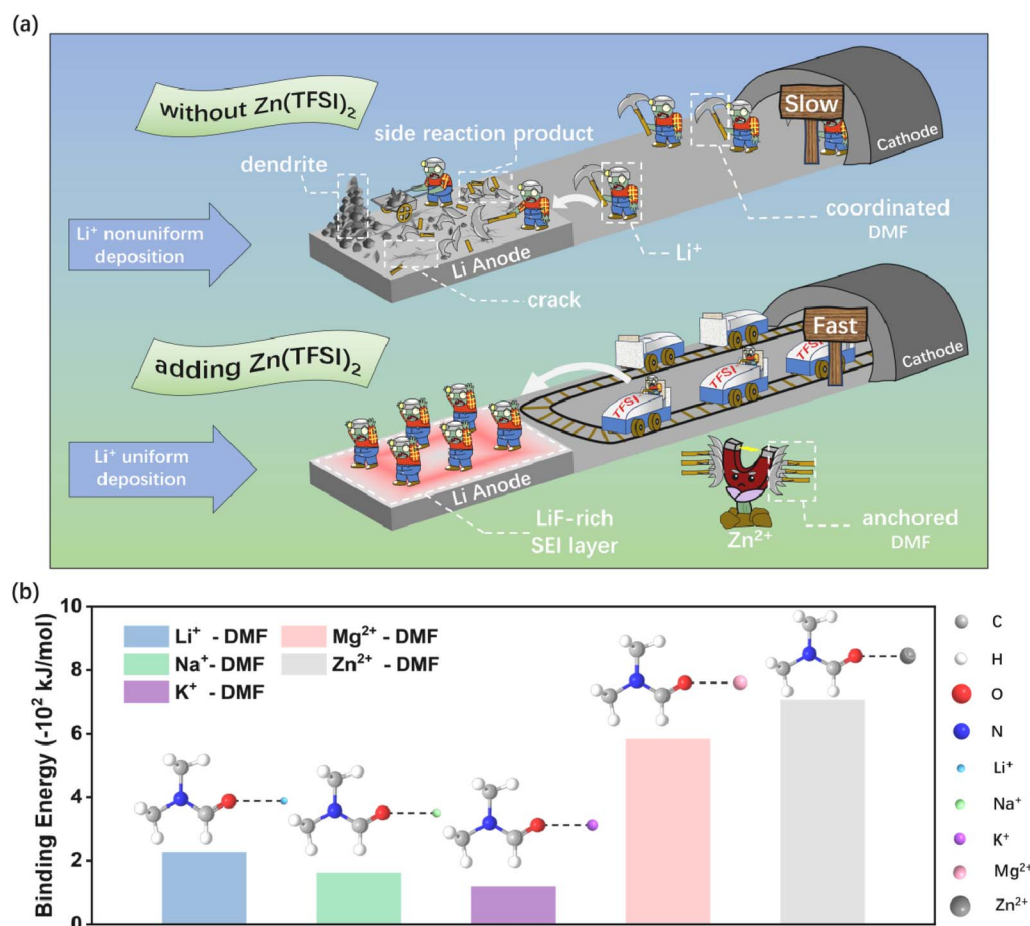 (a)
without Zn(TFSI)₂
side reaction product
dendrite
Slow
Cathode
Li⁺ nonuniform
deposition
coordinated
DMF
Li⁺
Li Anode
crack
adding Zn(TFSI)₂
Fast
Cathode
TFSI
TFSI
TFSI
Li⁺ uniform
deposition
Li Anode
LiF-rich
SEI layer
Zn²⁺
anchored
DMF
(b)
Binding Energy (-10² kJ/mol)
10
8
6
4
2
0
Li⁺ - DMF
Na⁺- DMF
K⁺ - DMF
Mg²⁺ - DMF
Zn²⁺ - DMF
C
H
O
N
Li⁺
Na⁺
K⁺
Mg²⁺
Zn²⁺